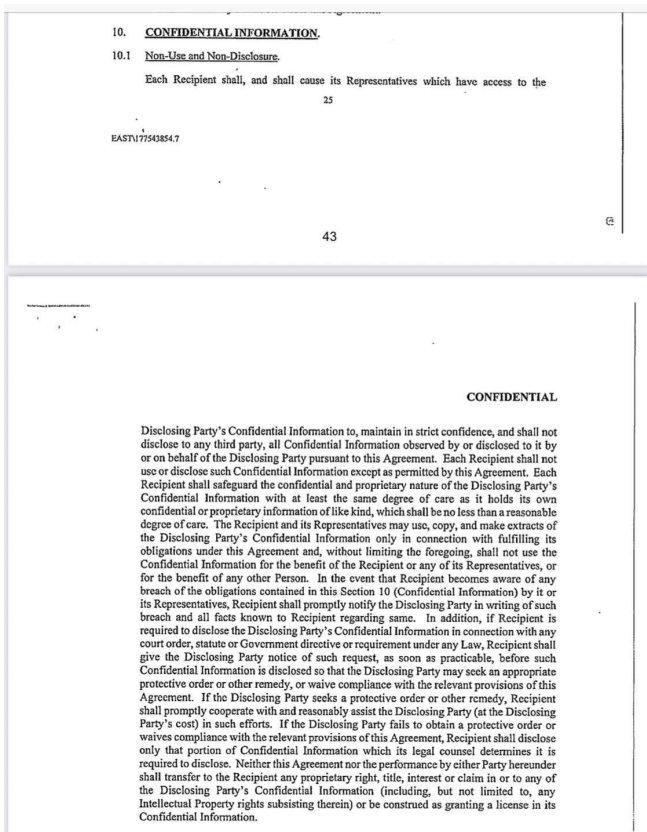 10. CONFIDENTIAL INFORMATION.
10.1 Non-Use and Non-Disclosure.
Each Recipient shall, and shall cause its Representatives which have access to the
25
EAST\177543854.7
43
CONFIDENTIAL
Disclosing Party's Confidential Information to, maintain in strict confidence, and shall not
disclose to any third party, all Confidential Information observed by or disclosed to it by
or on behalf of the Disclosing Party pursuant to this Agreement. Each Recipient shall not
use or disclose such Confidential Information except as permitted by this Agreement. Each
Recipient shall safeguard the confidential and proprietary nature of the Disclosing Party's
Confidential Information with at least the same degree of care as it holds its own
confidential or proprietary information of like kind, which shall be no less than a reasonable
degree of care. The Recipient and its Representatives may use, copy, and make extracts of
the Disclosing Party's Confidential Information only in connection with fulfilling its
obligations under this Agreement and, without limiting the foregoing, shall not use the
Confidential Information for the benefit of the Recipient or any of its Representatives, or
for the benefit of any other Person. In the event that Recipient becomes aware of any
breach of the obligations contained in this Section 10 (Confidential Information) by it or
its Representatives, Recipient shall promptly notify the Disclosing Party in writing of such
breach and all facts known to Recipient regarding same. In addition, if Recipient is
required to disclose the Disclosing Party's Confidential Information in connection with any
court order, statute or Government directive or requirement under any Law, Recipient shall
give the Disclosing Party notice of such request, as soon as practicable, before such
Confidential Information is disclosed so that the Disclosing Party may seek an appropriate
protective order or other remedy, or waive compliance with the relevant provisions of this
Agreement. If the Disclosing Party seeks a protective order or other remedy, Recipient
shall promptly cooperate with and reasonably assist the Disclosing Party (at the Disclosing
Party's cost) in such efforts. If the Disclosing Party fails to obtain a protective order or
waives compliance with the relevant provisions of this Agreement, Recipient shall disclose
only that portion of Confidential Information which its legal counsel determines it is
required to disclose. Neither this Agreement nor the performance by either Party hereunder
shall transfer to the Recipient any proprietary right, title, interest or claim in or to any of
the Disclosing Party's Confidential Information (including, but not limited to, any
Intellectual Property rights subsisting therein) or be construed as granting a license in its
Confidential Information.